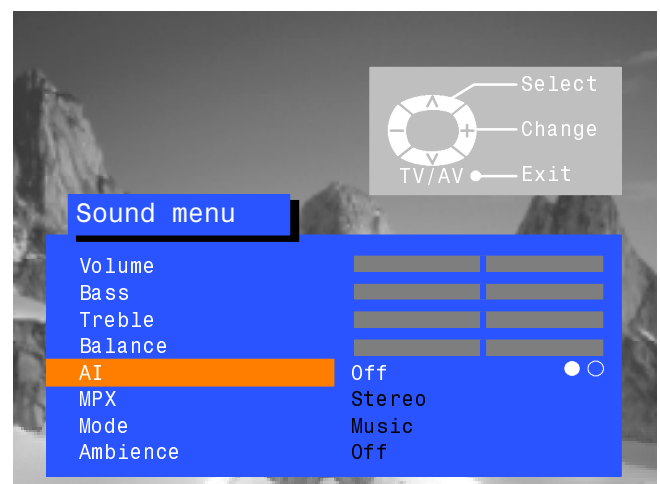 Select
Change
TV/AV Exit
Sound menu
Volume
Bass
Treble
Balance
AI Off
MPX Stereo
Mode Music
Ambience Off